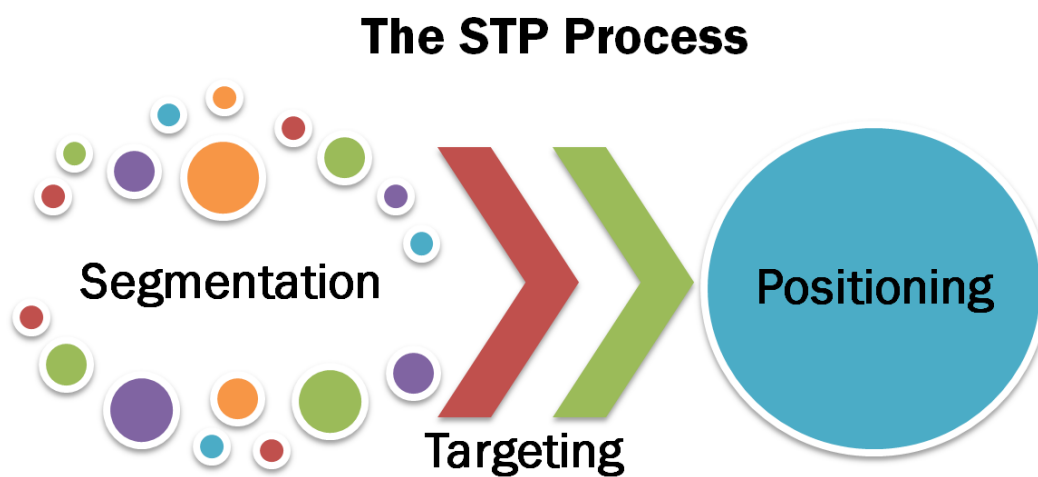 The STP Process
Segmentation
Targeting
Positioning